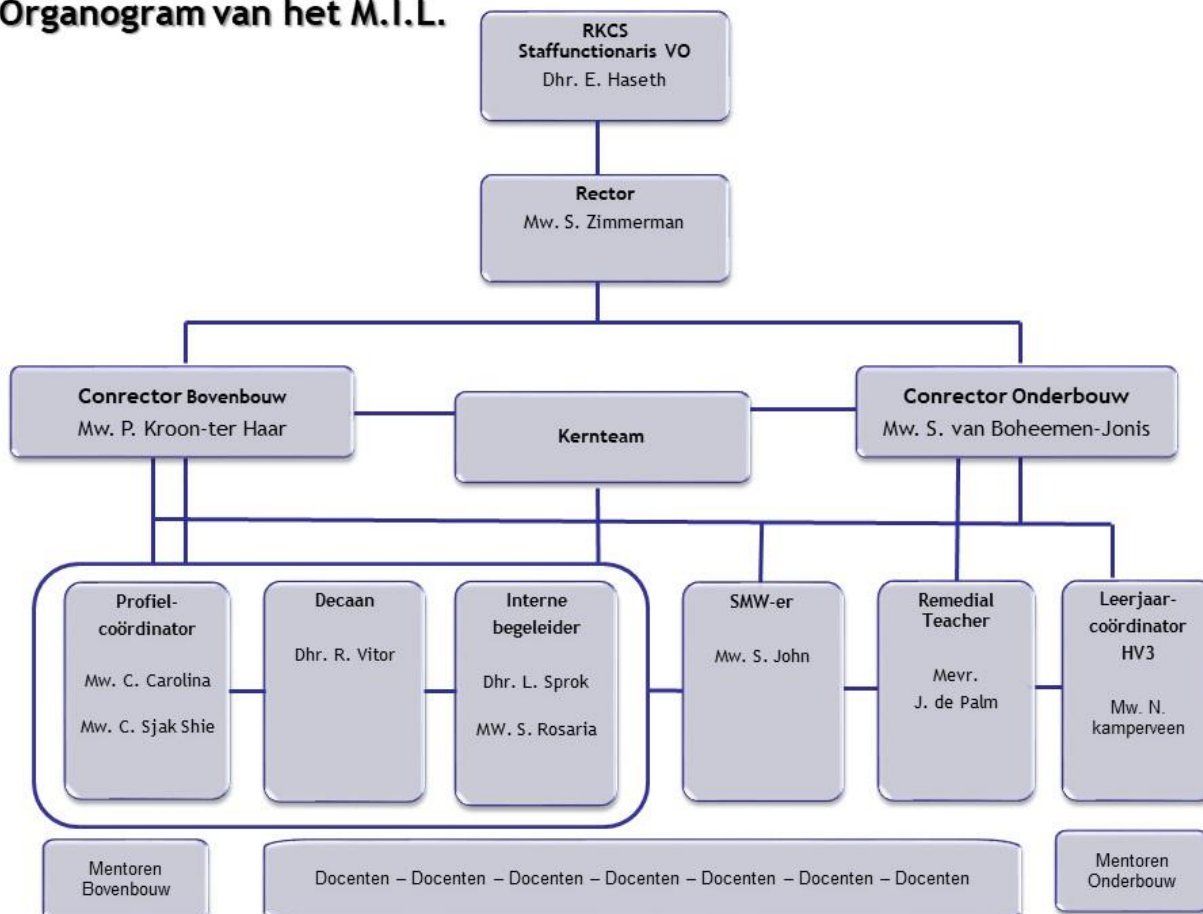 Organogram van het M.I.L.
RKCS
Staffunctionaris VO
Dhr. E. Haseth
Rector
Mw. S. Zimmerman
Conrector Bovenbouw
Mw. P. Kroon-ter Haar
Kernteam
Conrector Onderbouw
Mw. S. van Boheemen-Jonis
Profiel-
coördinator
Mw. C. Carolina
Mw. C. Sjak Shie
Decaan
Dhr. R. Vitor
Interne
begeleider
Dhr. L. Sprok
MW. S. Rosaria
SMW-er
Mw. S. John
Remedial
Teacher
Mevr.
J. de Palm
Leerjaar-
coördinator
HV3
Mw. N.
kamperveen
Mentoren
Bovenbouw
Docenten – Docenten – Docenten – Docenten – Docenten – Docenten – Docenten
Mentoren
Onderbouw